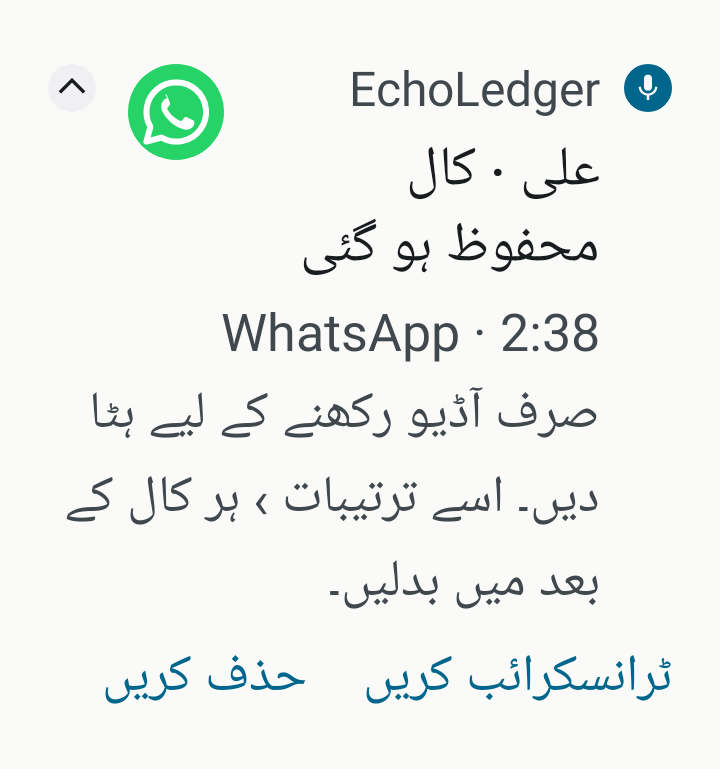 EchoLedger
علی · کال
محفوظ ہو گئی
WhatsApp · 2:38
صرف آڈیو رکھنے کے لیے ہٹا
دیں۔ اسے ترتیبات › ہر کال کے
بعد میں بدلیں۔
ٹرانسکرائب کریں حذف کریں